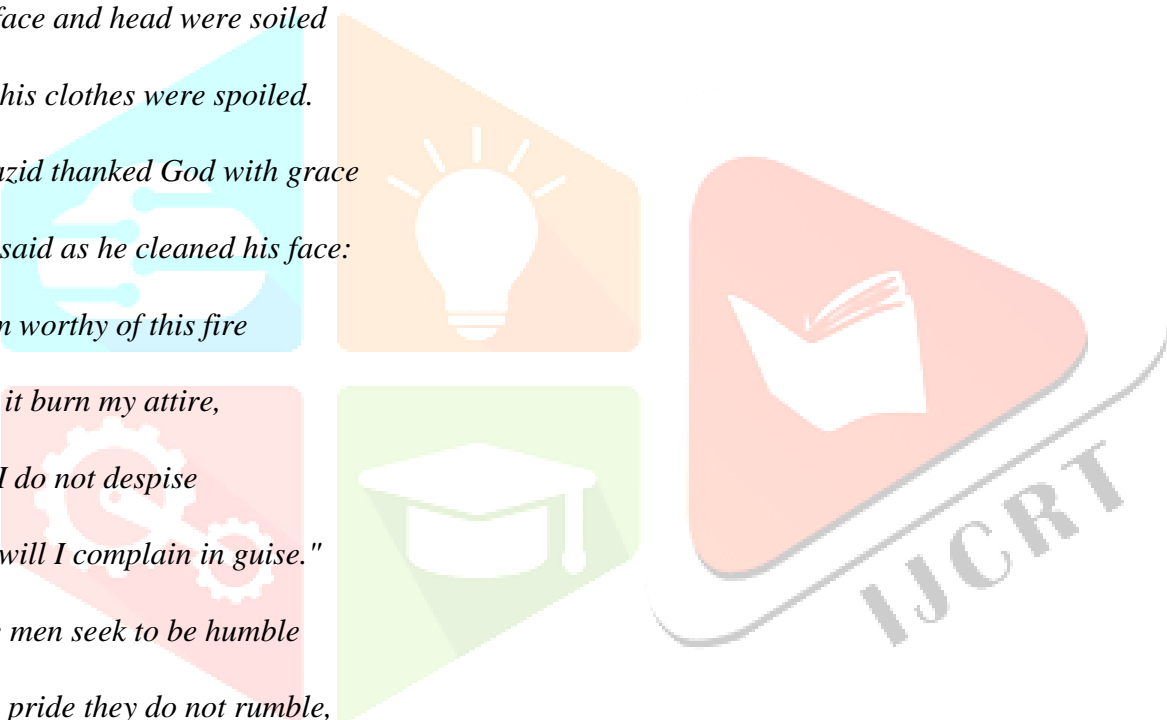 face and head were soiled
his clothes were spoiled.
azid thanked God with grace
said as he cleaned his face:
worthy of this fire
it burn my attire,
I do not despise
will I complain in guise."
men seek to be humble
pride they do not rumble,
IJCRT